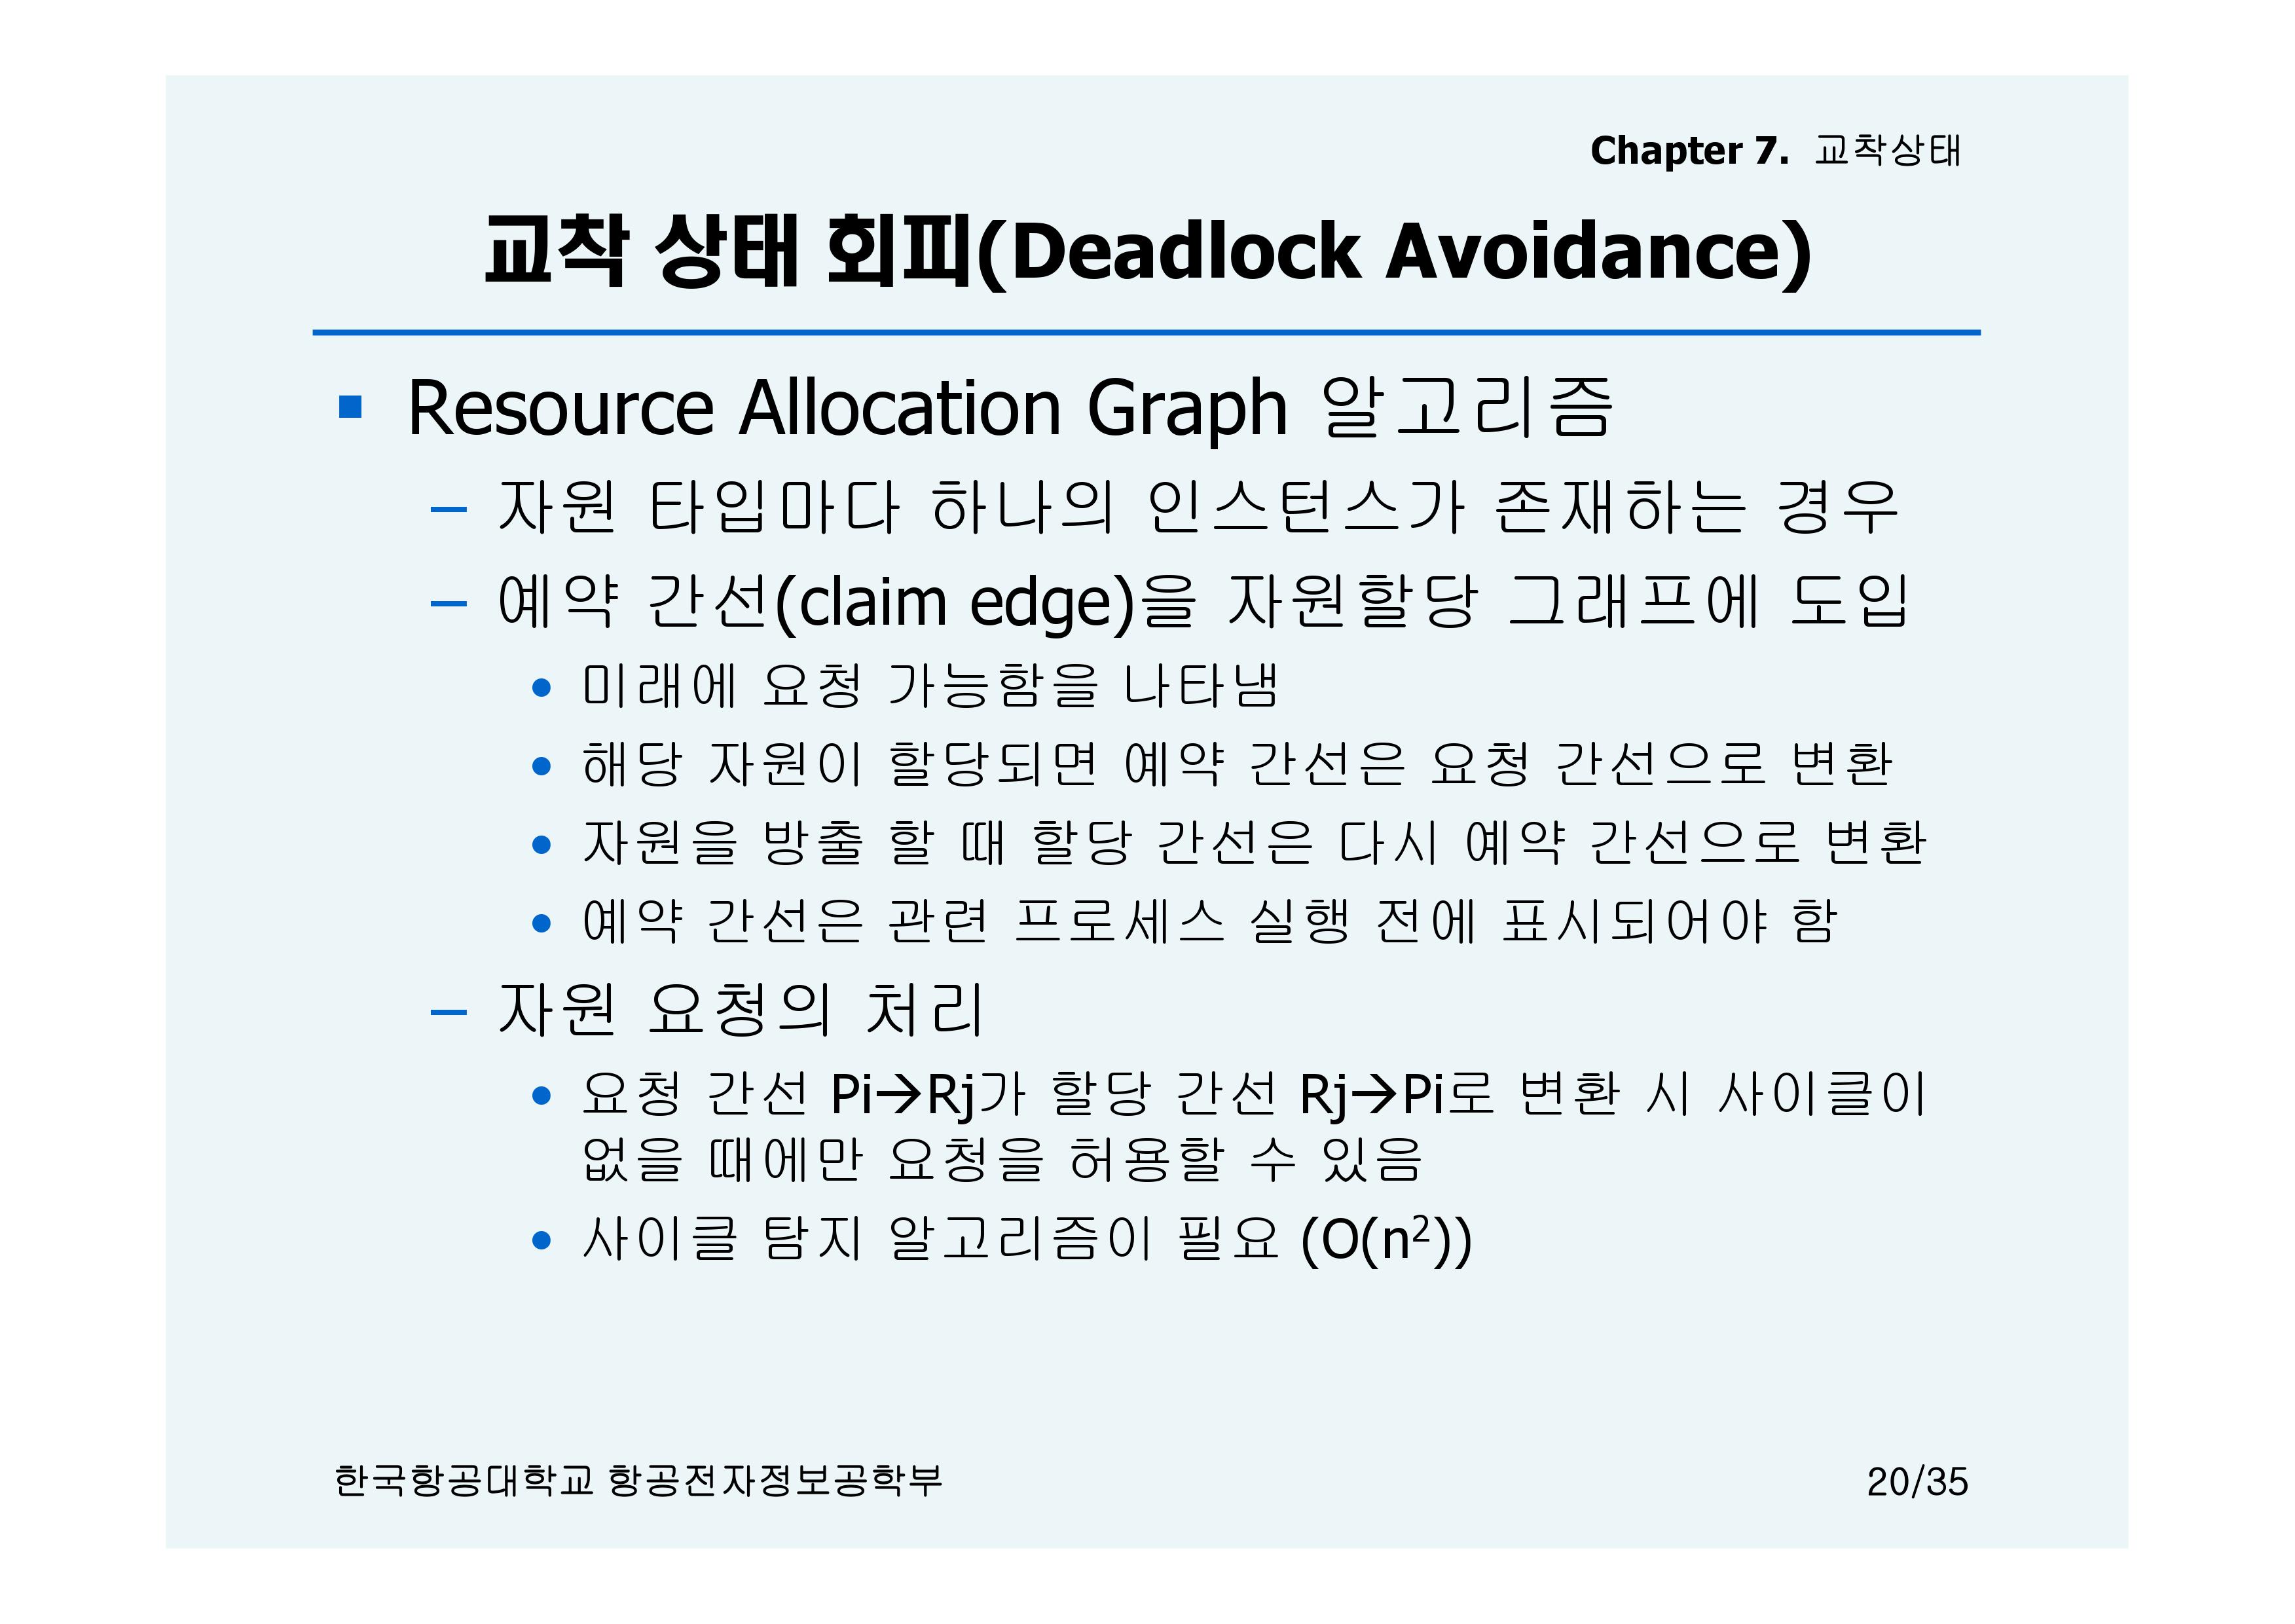 Chapter 7. 교착상태
교착 상태 회피(Deadlock Avoidance)
▪ Resource Allocation Graph 알고리즘
– 자원 타입마다 하나의 인스턴스가 존재하는 경우
– 예약 간선(claim edge)을 자원할당 그래프에 도입
• 미래에 요청 가능함을 나타냄
• 해당 자원이 할당되면 예약 간선은 요청 간선으로 변환
• 자원을 방출 할 때 할당 간선은 다시 예약 간선으로 변환
• 예약 간선은 관련 프로세스 실행 전에 표시되어야 함
– 자원 요청의 처리
• 요청 간선 Pi→Rj가 할당 간선 Rj→Pi로 변환 시 사이클이
없을 때에만 요청을 허용할 수 있음
• 사이클 탐지 알고리즘이 필요 (O(n²))
한국항공대학교 항공전자정보공학부
20/35